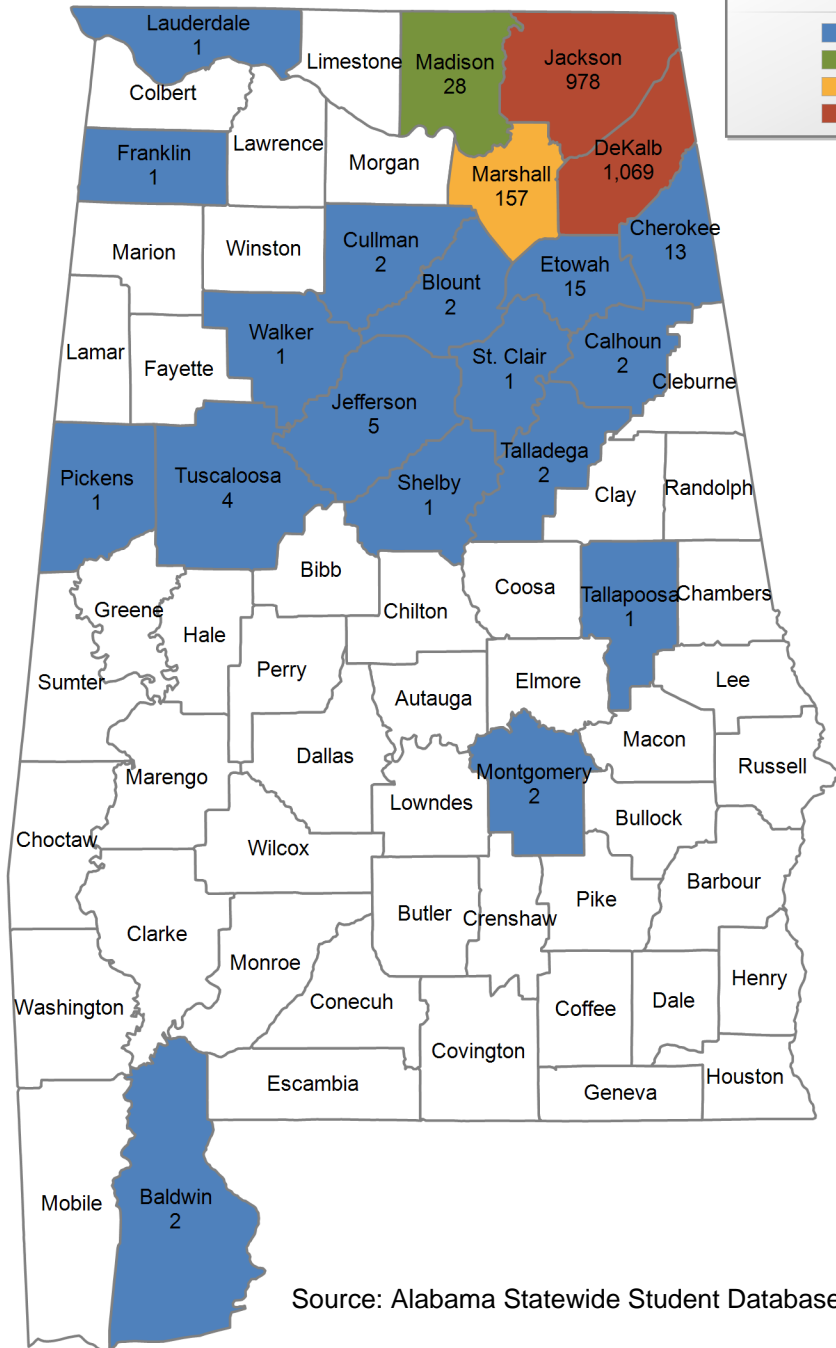 Lauderdale
1
Limestone
Madison
28
Jackson
978
Colbert
Franklin
1
Lawrence
Morgan
Marshall
157
DeKalb
1,069
Marion
Winston
Cullman
2
Blount
2
Etowah
15
Cherokee
13
Lamar
Fayette
Walker
1
Jefferson
5
St. Clair
1
Calhoun
2
Cleburne
Pickens
1
Tuscaloosa
4
Shelby
1
Talladega
2
Clay
Randolph
Bibb
Coosa
Tallapoosa
1
Chambers
Greene
Hale
Chilton
Sumter
Perry
Autauga
Elmore
Lee
Marengo
Dallas
Montgomery
2
Macon
Russell
Lowndes
Bullock
Choctaw
Wilcox
Clarke
Butler
Crenshaw
Pike
Barbour
Monroe
Washington
Conecuh
Covington
Coffee
Dale
Henry
Escambia
Geneva
Houston
Mobile
Baldwin
2
Source: Alabama Statewide Student Database